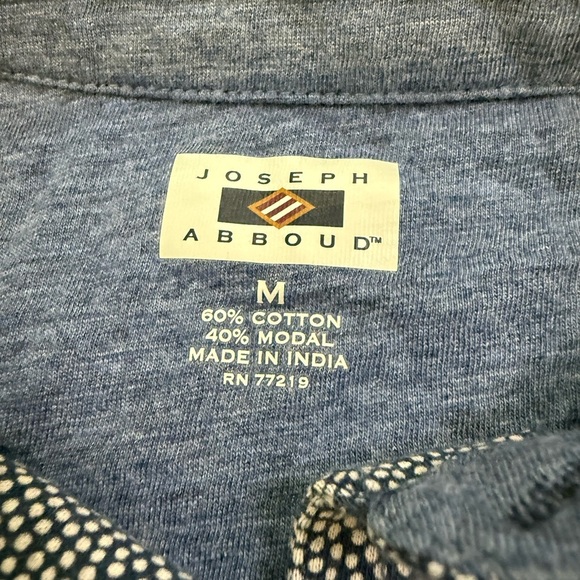 JOSEPH
ABBOUD™
M
60% COTTON
40% MODAL
MADE IN INDIA
RN 77219